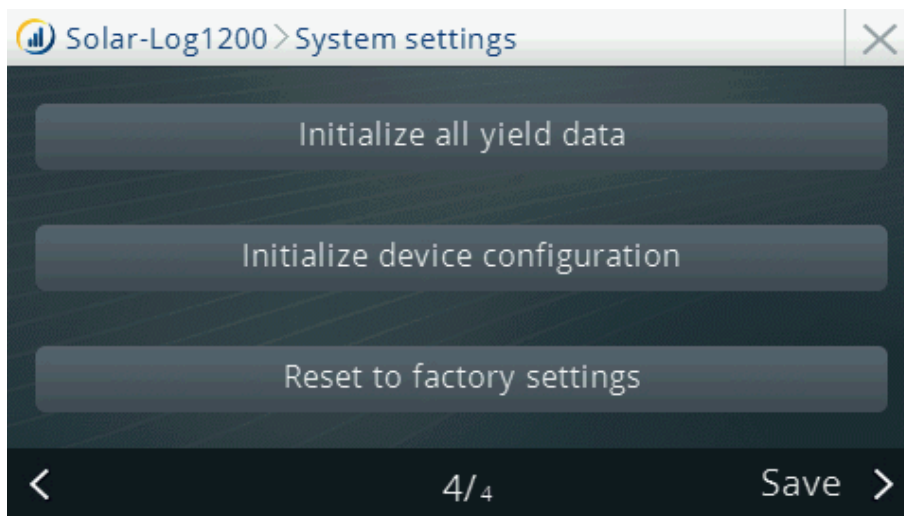 Solar-Log1200 > System settings
Initialize all yield data
Initialize device configuration
Reset to factory settings
4/4 Save